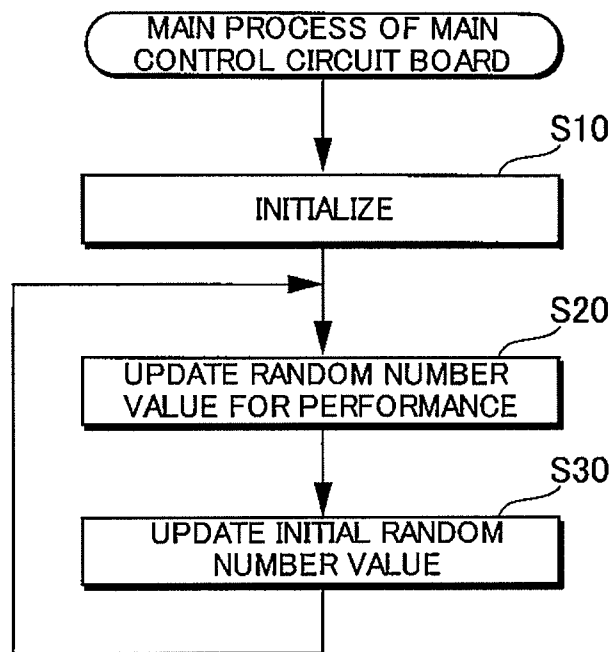 MAIN PROCESS OF MAIN
CONTROL CIRCUIT BOARD
S10
INITIALIZE
S20
UPDATE RANDOM NUMBER
VALUE FOR PERFORMANCE
S30
UPDATE INITIAL RANDOM
NUMBER VALUE